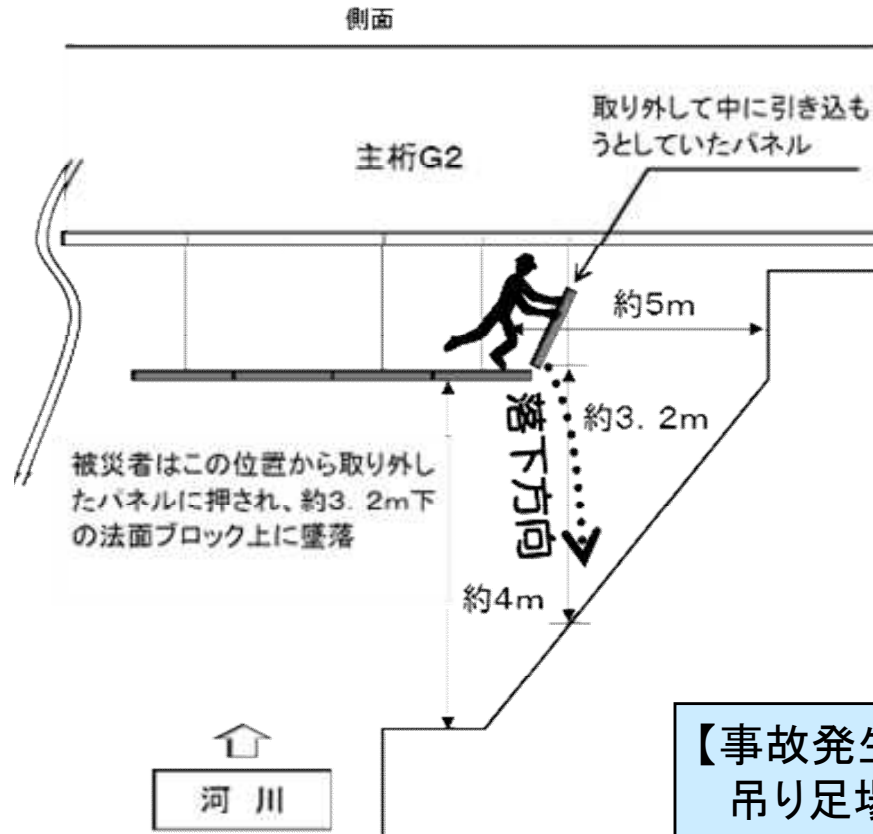 側面
取り外して中に引き込も
うとしていたパネル
主桁G2
約5m
約3.2m
落下方向
被災者はこの位置から取り外し
たパネルに押され、約3.2m下
の法面ブロック上に墜落
約4m
河川
【事故発生
吊り足場